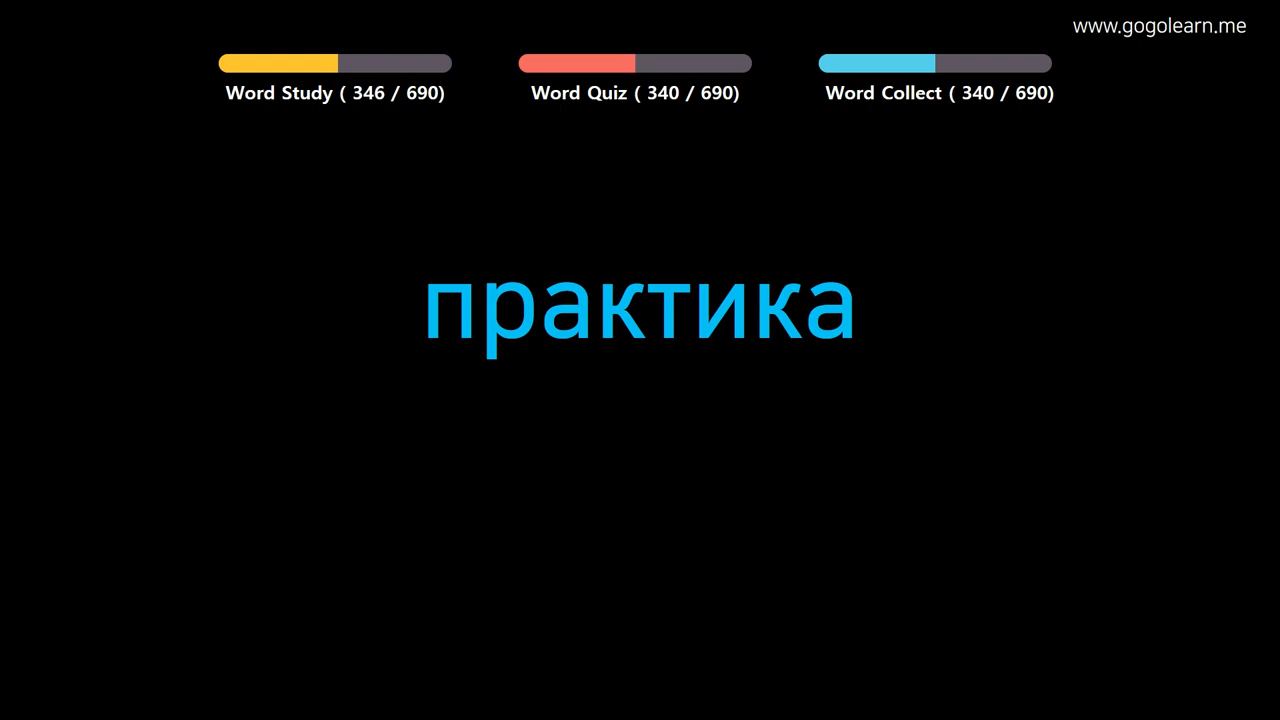 www.gogolearn.me
Word Study ( 346 / 690)
Word Quiz ( 340 / 690)
Word Collect ( 340 / 690)
практика